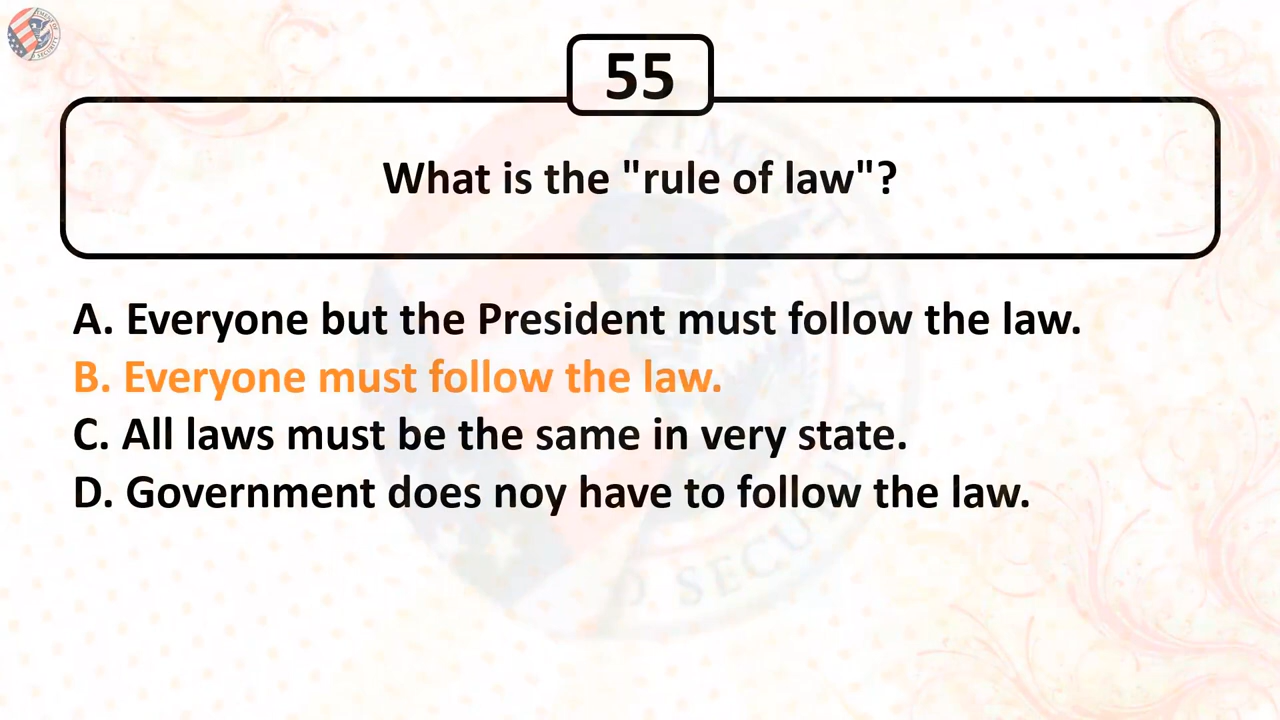 55
What is the "rule of law"?
A. Everyone but the President must follow the law.
B. Everyone must follow the law.
C. All laws must be the same in very state.
D. Government does noy have to follow the law.